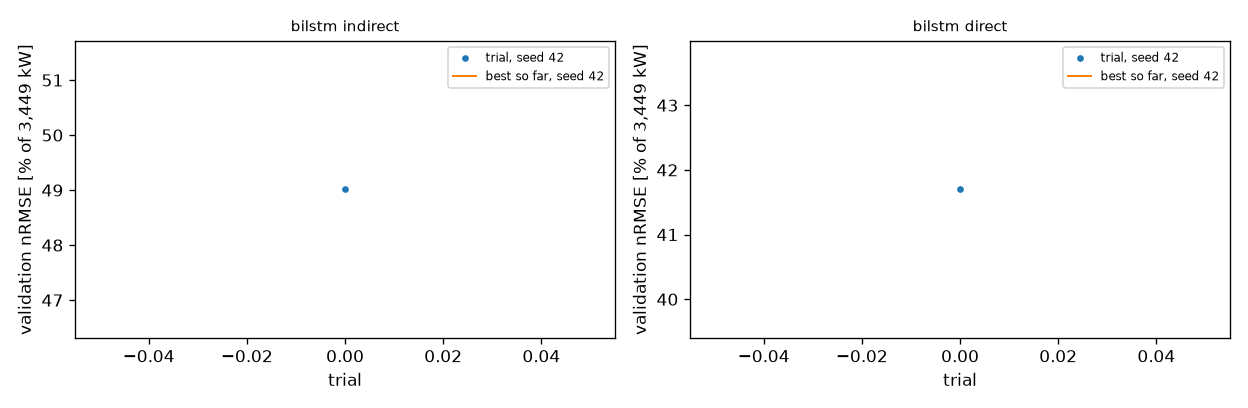 bilstm indirect
validation nRMSE [% of 3,449 kW]
51
50
49
48
47
trial, seed 42
best so far, seed 42
−0.04 −0.02 0.00 0.02 0.04
trial
bilstm direct
validation nRMSE [% of 3,449 kW]
43
42
41
40
trial, seed 42
best so far, seed 42
−0.04 −0.02 0.00 0.02 0.04
trial